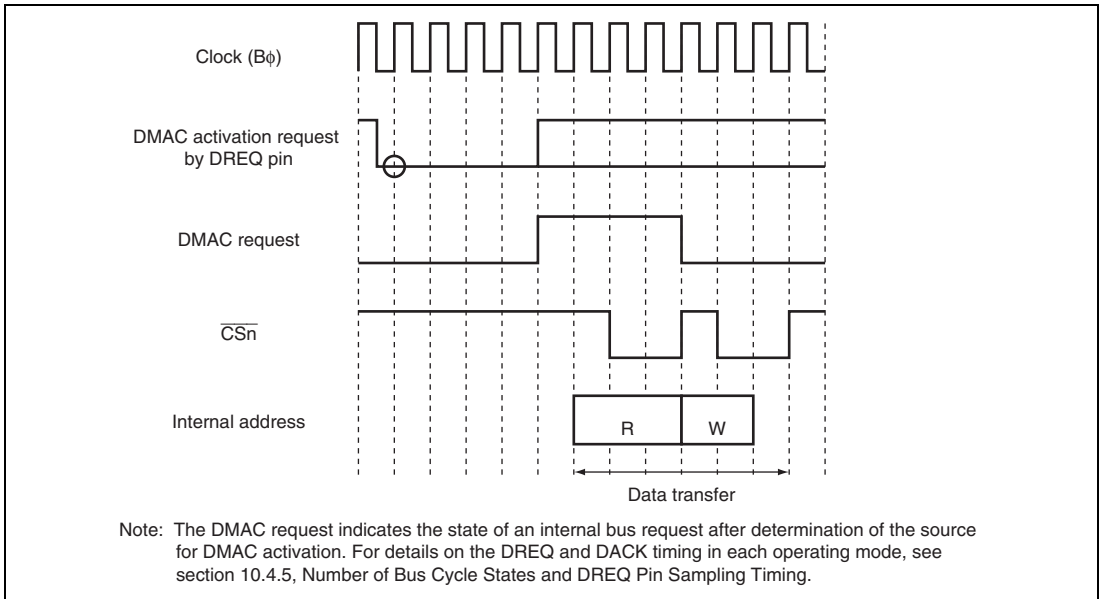 Clock (Bφ)
DMAC activation request
by DREQ pin
DMAC request
CSn
Internal address
R
W
Data transfer
Note: The DMAC request indicates the state of an internal bus request after determination of the source
for DMAC activation. For details on the DREQ and DACK timing in each operating mode, see
section 10.4.5, Number of Bus Cycle States and DREQ Pin Sampling Timing.